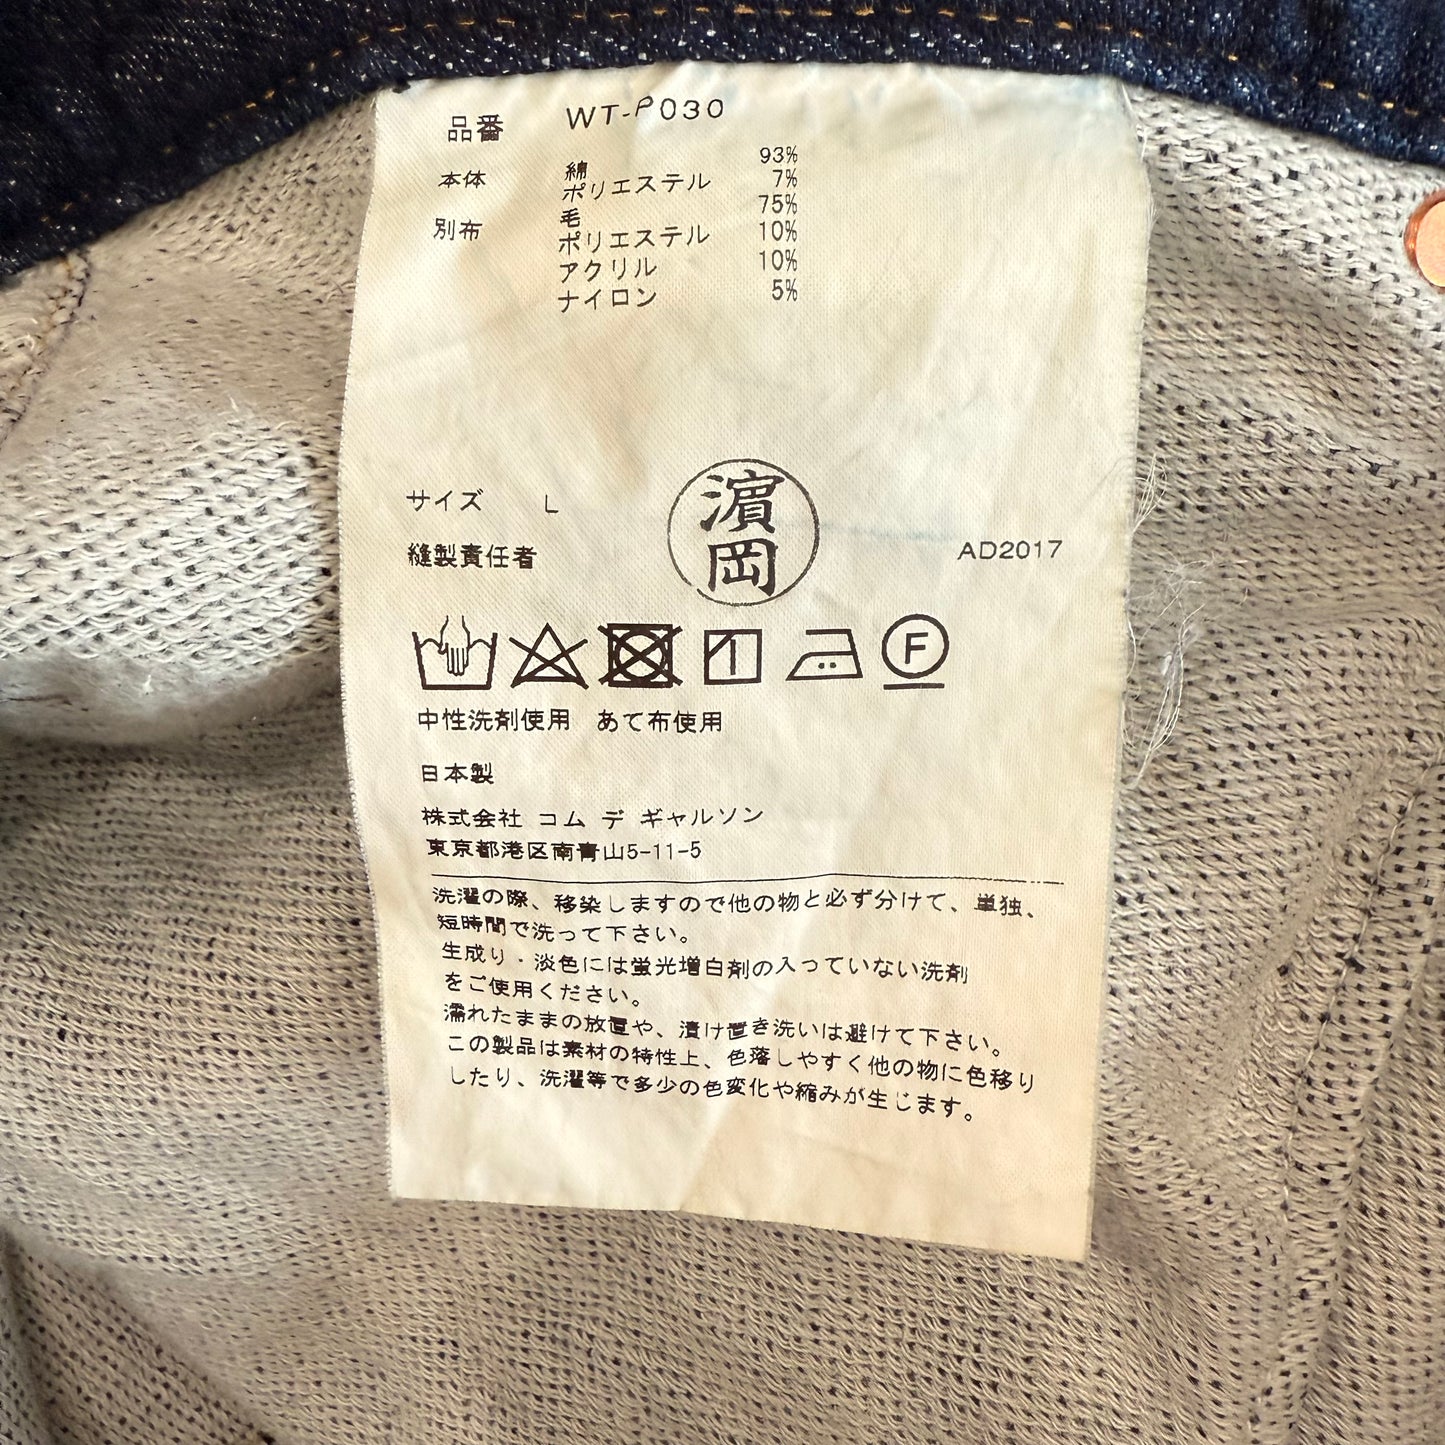 品番 WT-P030
本体 綿 93%
ポリエステル 7%
別布 毛 75%
ポリエステル 10%
アクリル 10%
ナイロン 5%
サイズ L
縫製責任者 濵岡 AD2017
F
中性洗剤使用 あて布使用
日本製
株式会社 コム デ ギャルソン
東京都港区南青山5-11-5
洗濯の際、移染しますので他の物と必ず分けて、単独、
短時間で洗って下さい。
生成り・淡色には蛍光増白剤の入っていない洗剤
をご使用ください。
濡れたままの放置や、漬け置き洗いは避けて下さい。
この製品は素材の特性上、色落しやすく他の物に色移り
したり、洗濯等で多少の色変化や縮みが生じます。